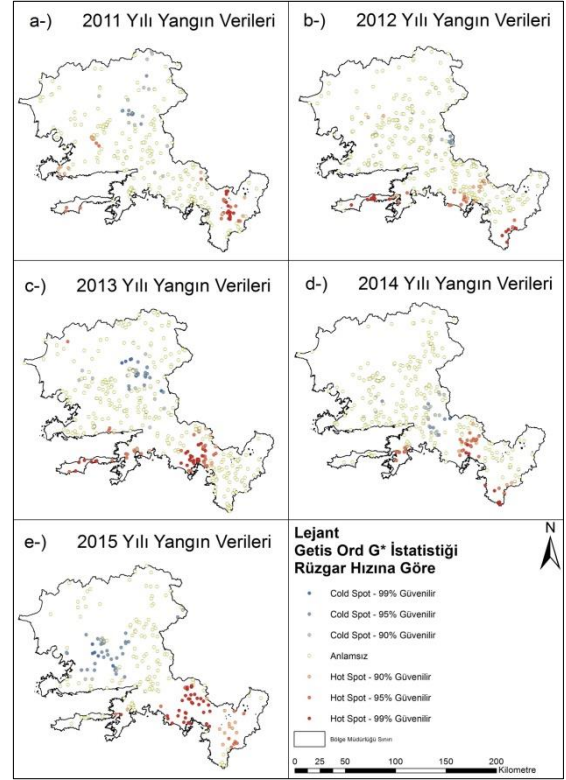 a-) 2011 Yılı Yangın Verileri
b-) 2012 Yılı Yangın Verileri
c-) 2013 Yılı Yangın Verileri
d-) 2014 Yılı Yangın Verileri
e-) 2015 Yılı Yangın Verileri
Lejant
Getis Ord G* İstatistiği
Rüzgar Hızına Göre
N
Cold Spot - 99% Güvenilir
Cold Spot - 95% Güvenilir
Cold Spot - 90% Güvenilir
Anlamsız
Hot Spot - 90% Güvenilir
Hot Spot - 95% Güvenilir
Hot Spot - 99% Güvenilir
Bölge Müdürlüğü Sınırı
0 25 50 100 150 200
Kilometre